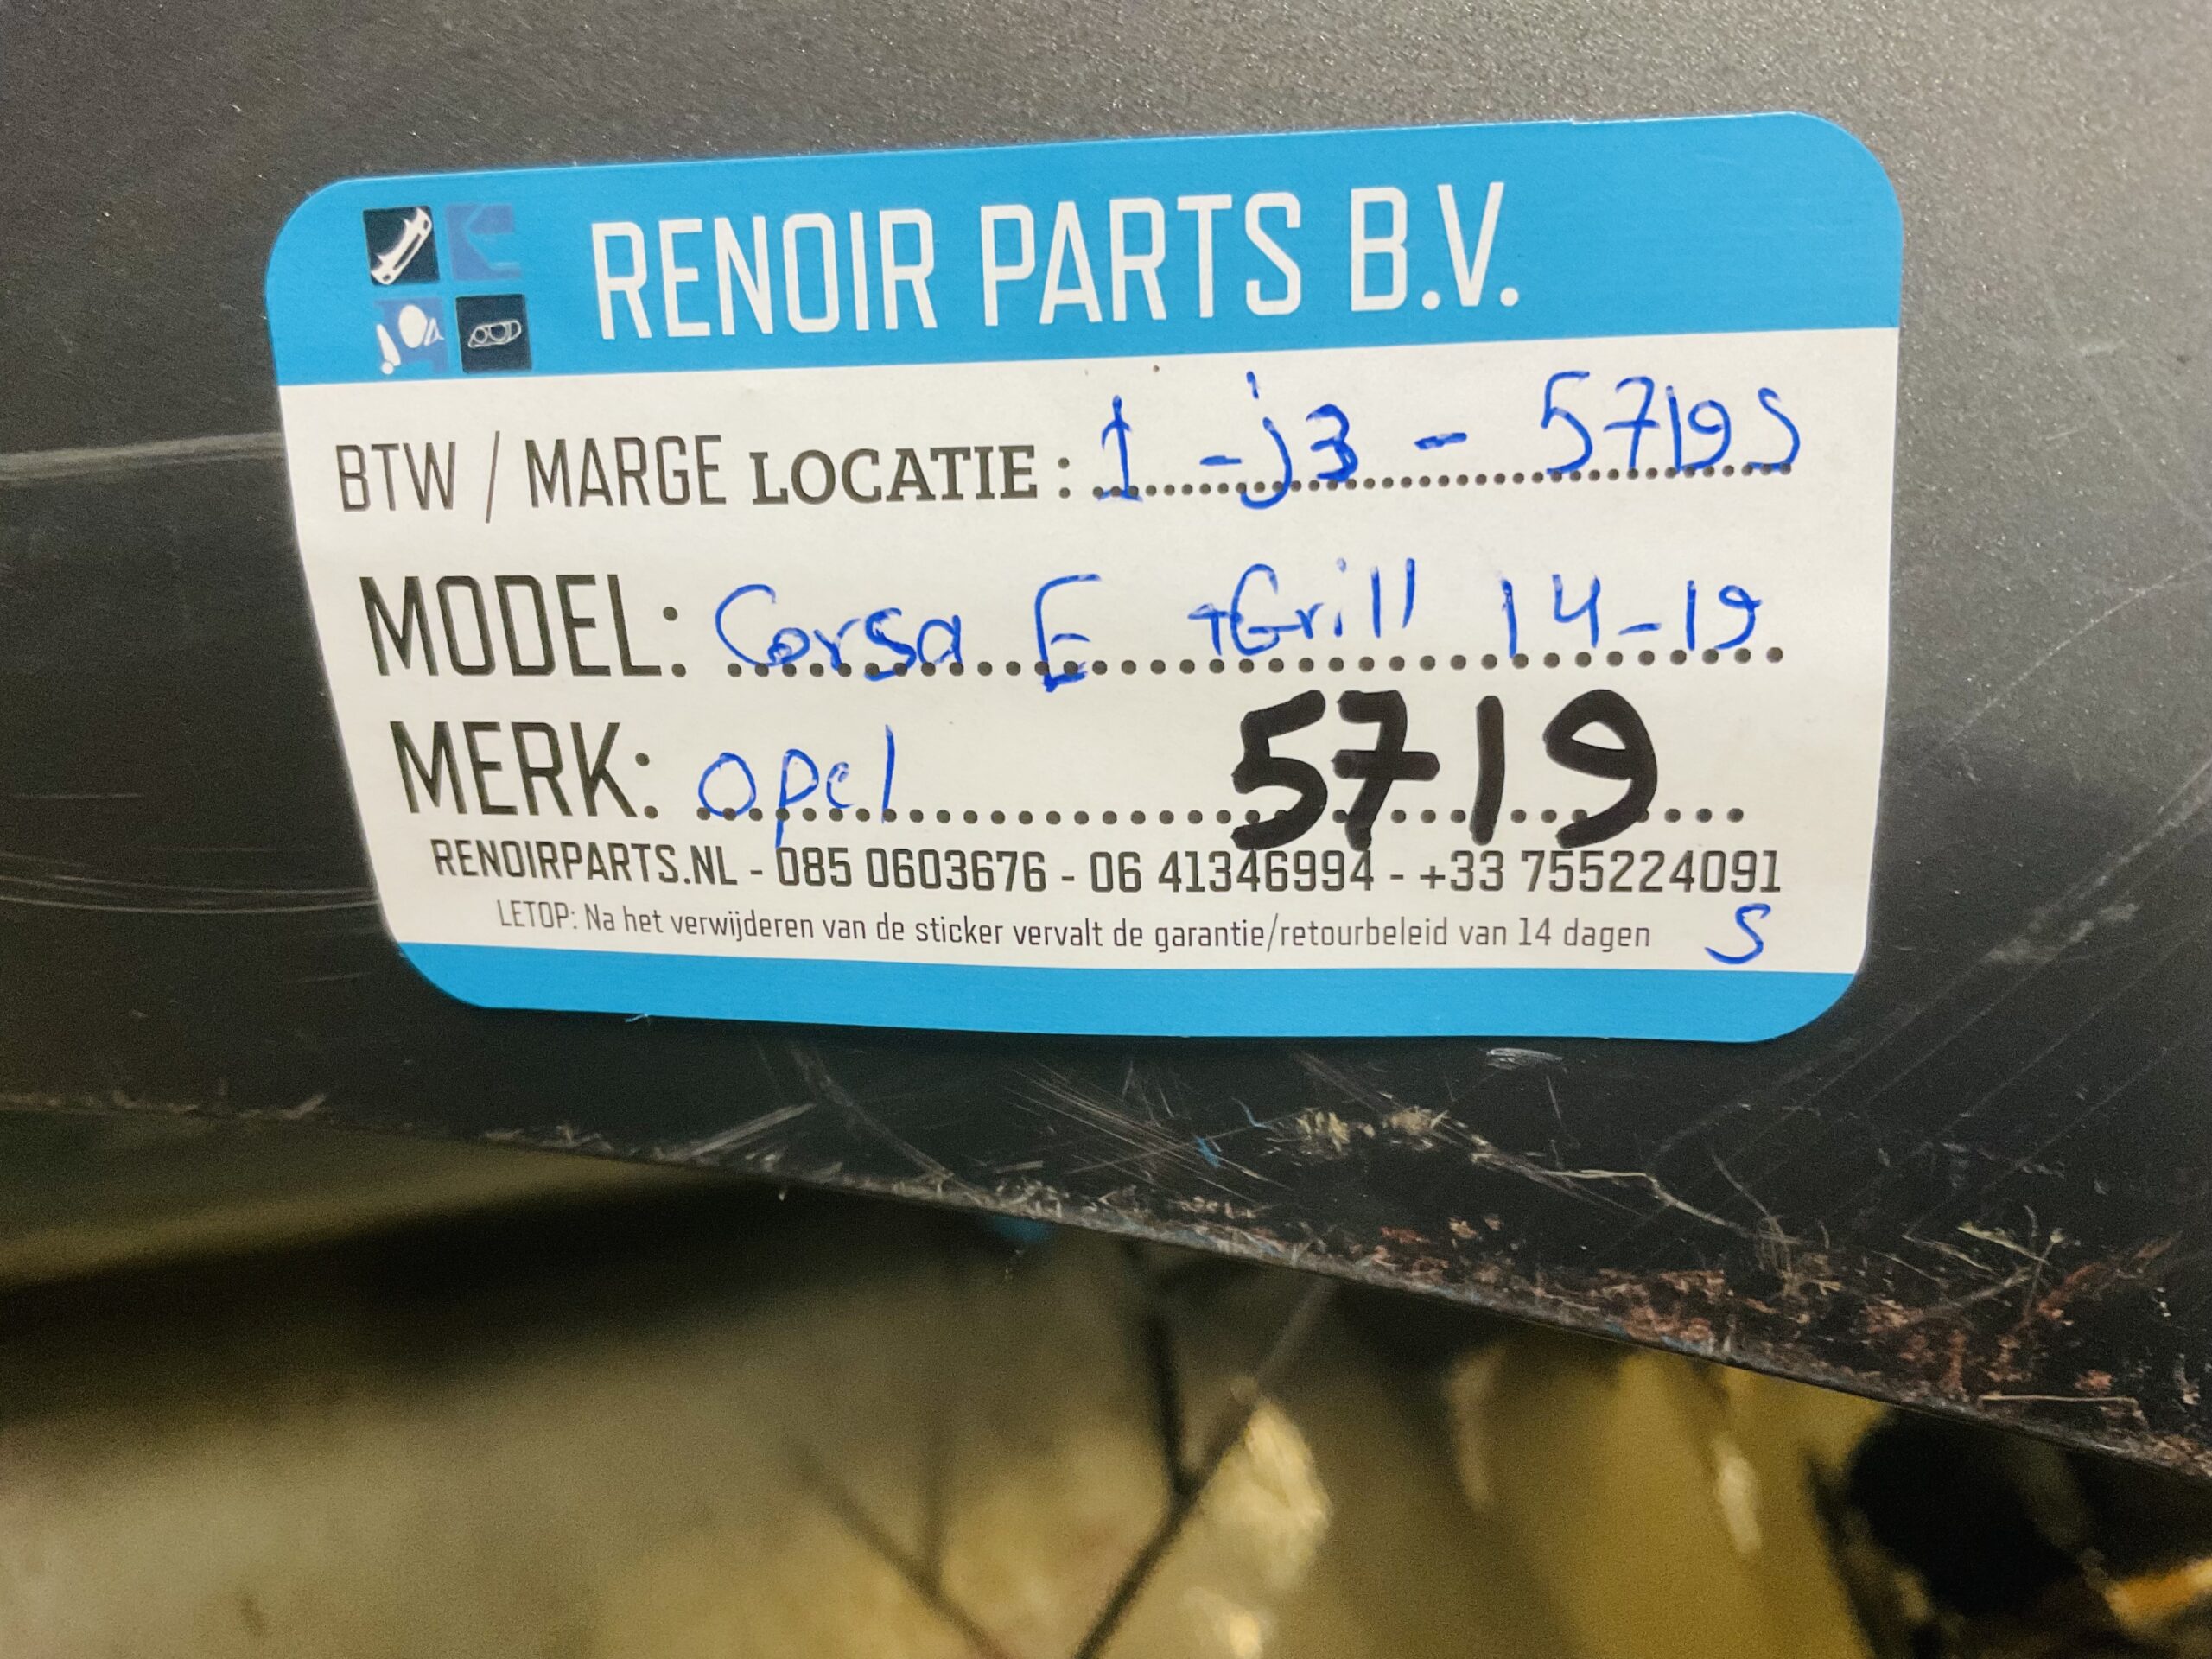 RENOIR PARTS B.V.
BTW / MARGE LOCATIE : 1 - j3 - 5719S
MODEL: Corsa E +Grill 14-19
MERK: opel 5719
RENOIRPARTS.NL - 085 0603676 - 06 41346994 - +33 755224091
LETOP: Na het verwijderen van de sticker vervalt de garantie/retourbeleid van 14 dagen S